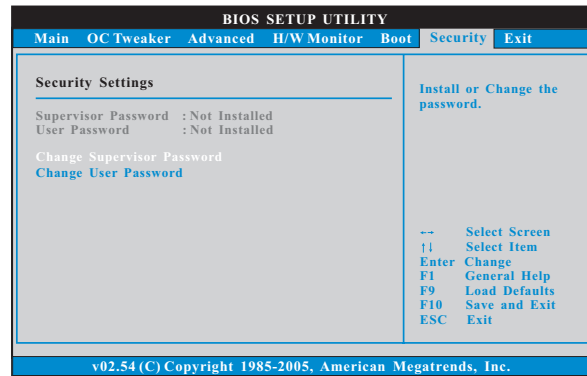 BIOS SETUP UTILITY
Main OC Tweaker Advanced H/W Monitor Boot Security Exit
Security Settings
Supervisor Password : Not Installed
User Password : Not Installed
Change Supervisor Password
Change User Password
Install or Change the
password.
←→ Select Screen
↑↓ Select Item
Enter Change
F1 General Help
F9 Load Defaults
F10 Save and Exit
ESC Exit
v02.54 (C) Copyright 1985-2005, American Megatrends, Inc.